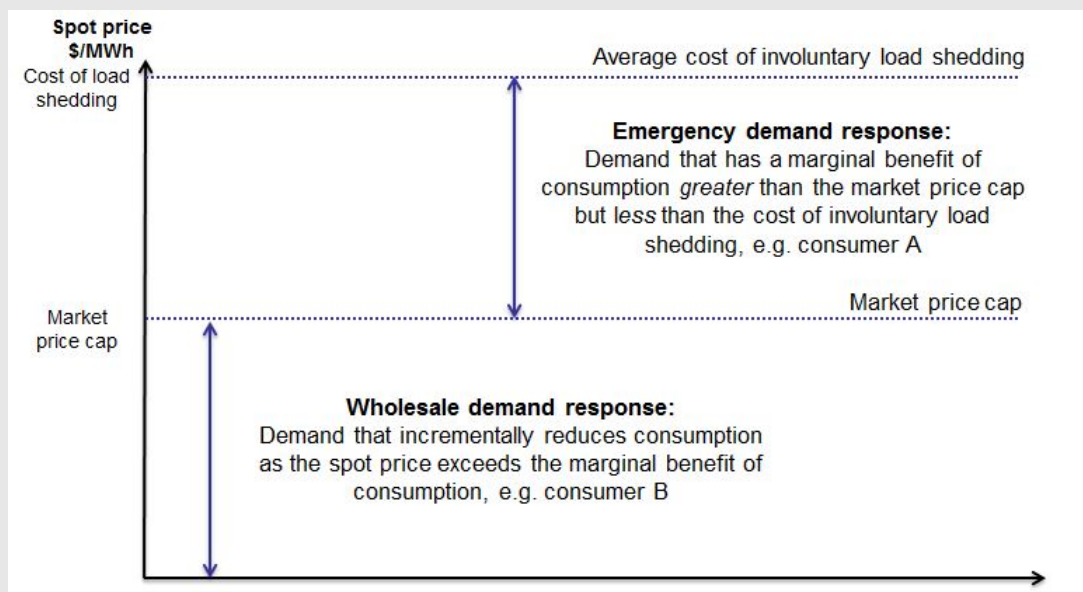 Spot price
$/MWh
Cost of load
shedding
Average cost of involuntary load shedding
Emergency demand response:
Demand that has a marginal benefit of
consumption greater than the market price cap
but less than the cost of involuntary load
shedding, e.g. consumer A
Market price cap
Market
price cap
Wholesale demand response:
Demand that incrementally reduces consumption
as the spot price exceeds the marginal benefit of
consumption, e.g. consumer B